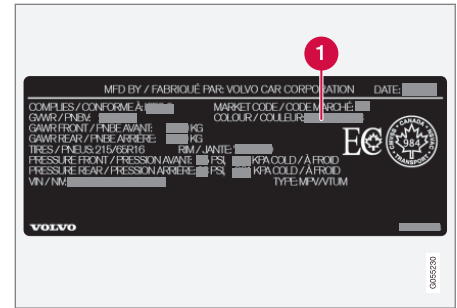 1
MFD BY / FABRIQUÉ PAR: VOLVO CAR CORPORATION DATE:
COMPLIES / CONFORME À: MARKET CODE / CODE MARCHÉ:
GVWR / PNBV: COLOUR / COULEUR:
GAWR FRONT / PNBE AVANT: KG
GAWR REAR / PNBE ARRIÈRE: KG
TIRES / PNEUS: 215/65R16 RIM / JANTE:
PRESSURE FRONT / PRESSION AVANT: PSI, KPA COLD / À FROID
PRESSURE REAR / PRESSION ARRIERE: PSI, KPA COLD / À FROID
VIN / NIV: TYPE: MPV/VTUM
EC
CANADA
TRANSPORT
984
VOLVO
G055230